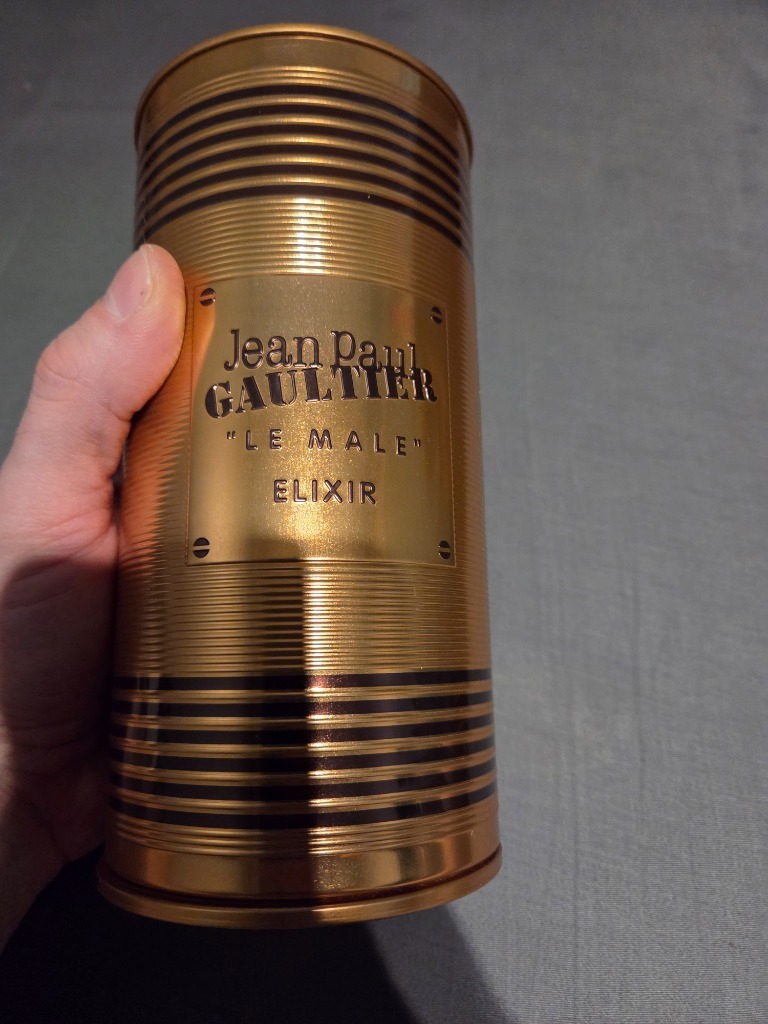 Jean Paul
GAULTIER
"LE MALE"
ELIXIR